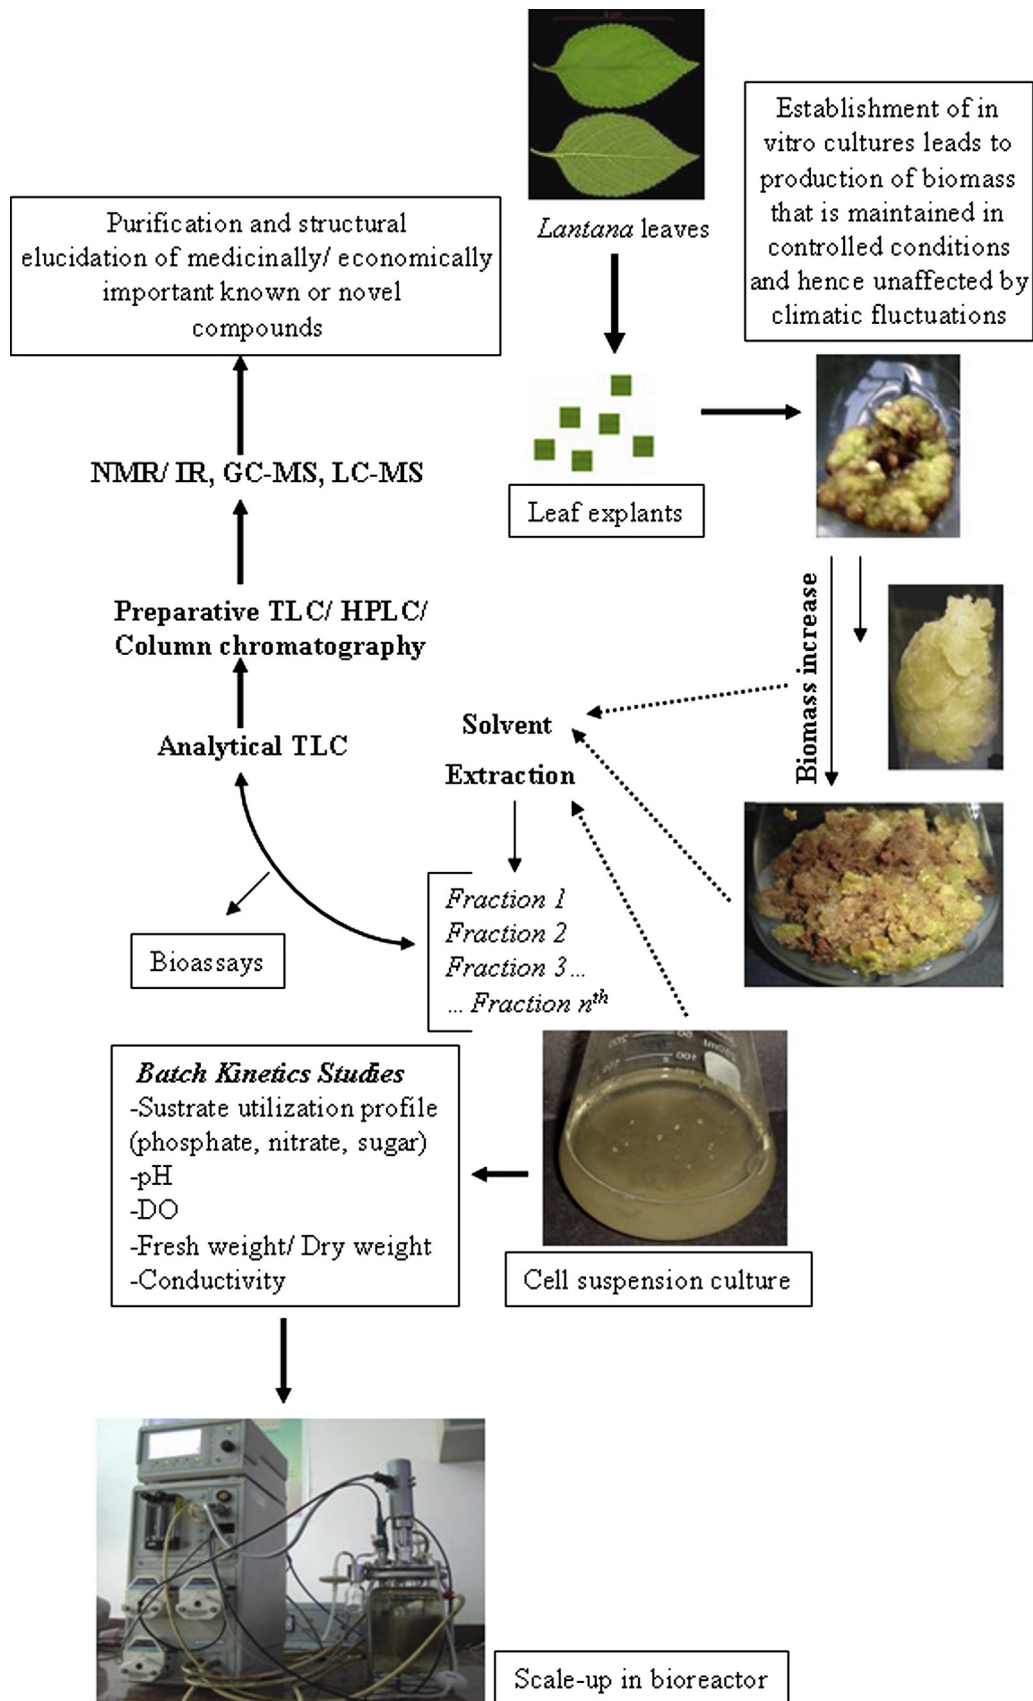 Lantana leaves
Establishment of in
vitro cultures leads to
production of biomass
that is maintained in
controlled conditions
and hence unaffected by
climatic fluctuations
Purification and structural
elucidation of medicinally/ economically
important known or novel
compounds
NMR/ IR, GC-MS, LC-MS
Preparative TLC/ HPLC/
Column chromatography
Analytical TLC
Bioassays
Leaf explants
Biomass increase
Solvent
Extraction
Fraction 1
Fraction 2
Fraction 3...
... Fraction nth
Cell suspension culture
Batch Kinetics Studies
-Sustrate utilization profile
(phosphate, nitrate, sugar)
-pH
-DO
-Fresh weight/ Dry weight
-Conductivity
Scale-up in bioreactor